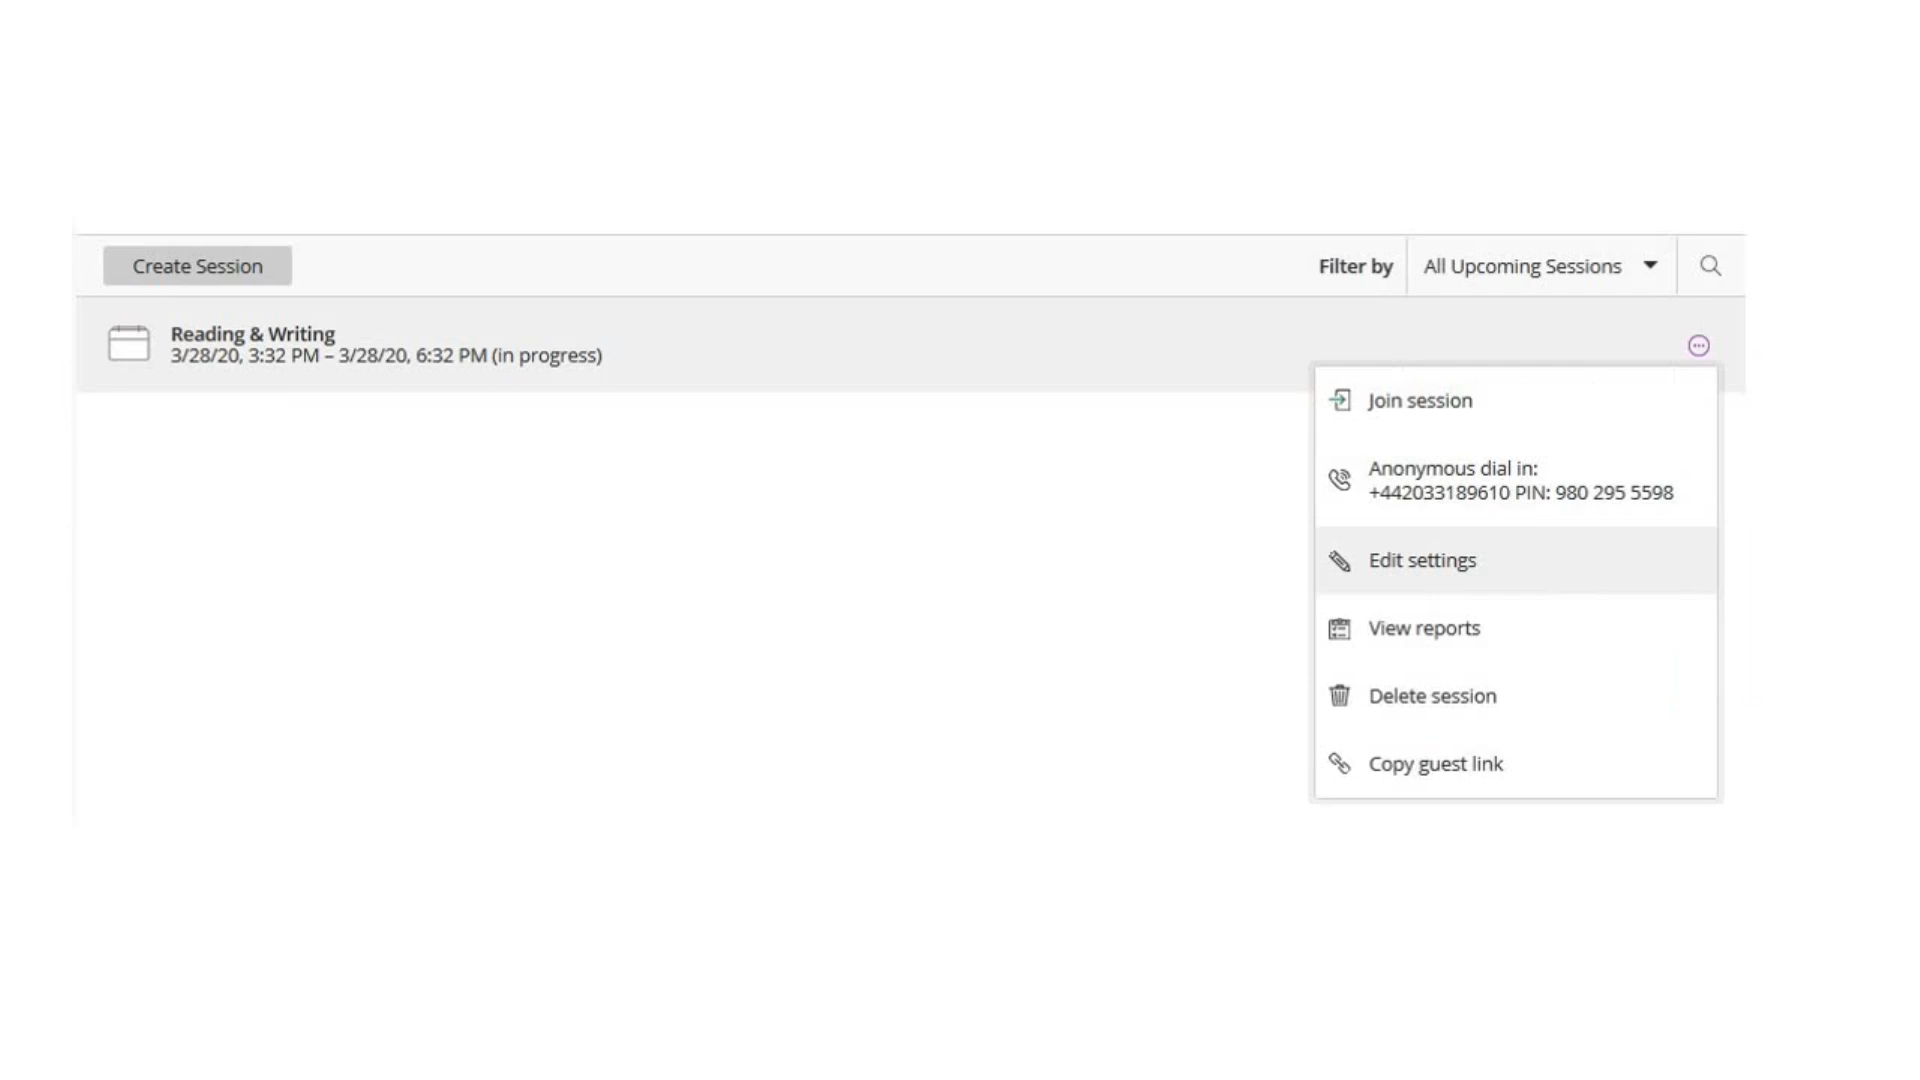 Create Session
Filter by
All Upcoming Sessions
Reading & Writing
3/28/20, 3:32 PM – 3/28/20, 6:32 PM (in progress)
Join session
Anonymous dial in:
+442033189610 PIN: 980 295 5598
Edit settings
View reports
Delete session
Copy guest link